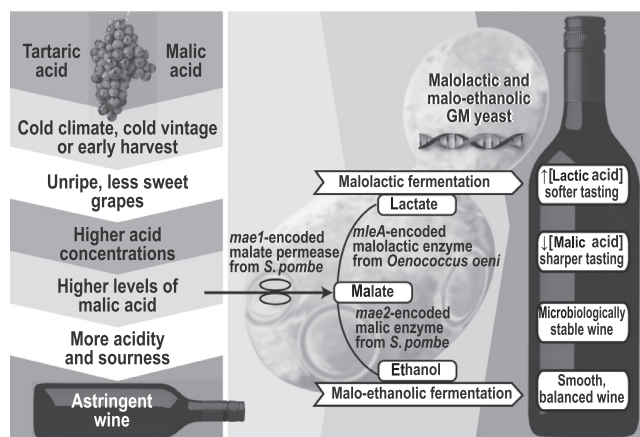 Tartaric
acid
Malic
acid
Cold climate, cold vintage
or early harvest
Unripe, less sweet
grapes
Higher acid
concentrations
Higher levels of
malic acid
More acidity
and sourness
Astringent
wine
Malolactic and
malo-ethanolic
GM yeast
Malolactic fermentation
Lactate
mae1-encoded
malate permease
from S. pombe
mleA-encoded
malolactic enzyme
from Oenococcus oeni
Malate
mae2-encoded
malic enzyme
from S. pombe
Ethanol
Malo-ethanolic fermentation
↑[Lactic acid]
softer tasting
↓[Malic acid]
sharper tasting
Microbiologically
stable wine
Smooth,
balanced wine